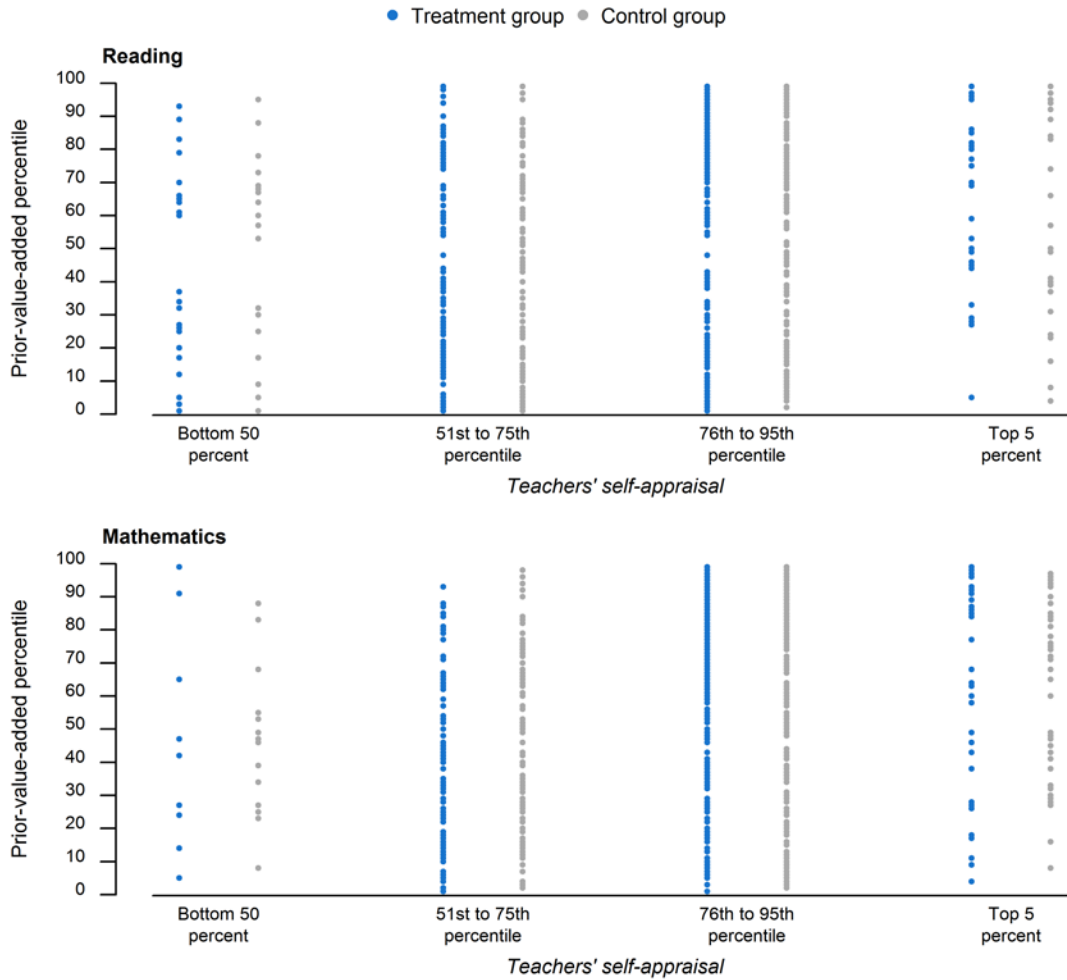 Treatment group Control group
Reading
Prior-value-added percentile
100
90
80
70
60
50
40
30
20
10
0
Bottom 50 percent
51st to 75th percentile
76th to 95th percentile
Top 5 percent
Teachers' self-appraisal
Mathematics
Prior-value-added percentile
100
90
80
70
60
50
40
30
20
10
0
Bottom 50 percent
51st to 75th percentile
76th to 95th percentile
Top 5 percent
Teachers' self-appraisal